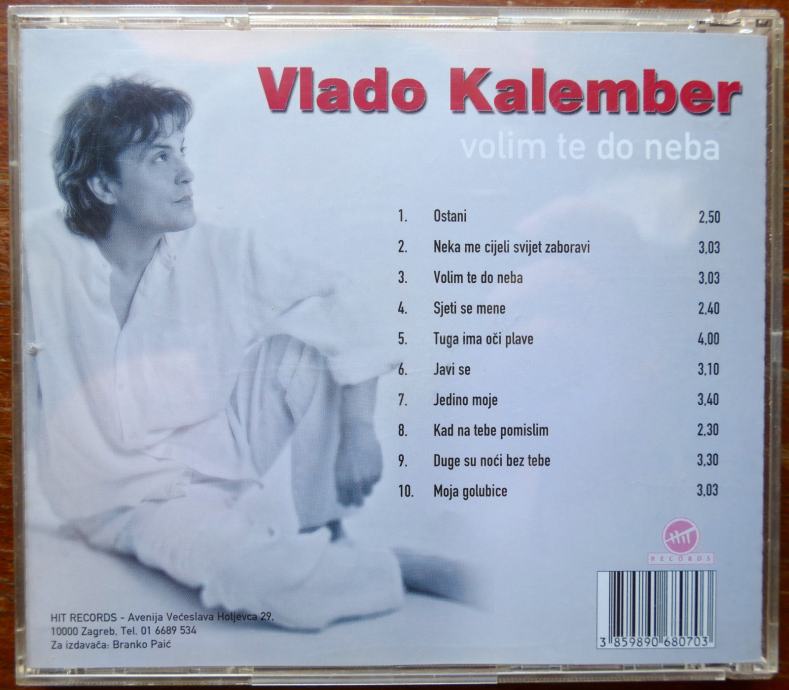 Vlado Kalember
volim te do neba
1. Ostani 2,50
2. Neka me cijeli svijet zaboravi 3,03
3. Volim te do neba 3,03
4. Sjeti se mene 2,40
5. Tuga ima oči plave 4,00
6. Javi se 3,10
7. Jedino moje 3,40
8. Kad na tebe pomislim 2,30
9. Duge su noći bez tebe 3,30
10. Moja golubice 3,03
HIT
RECORDS
HIT RECORDS - Avenija Većeslava Holjevca 29,
10000 Zagreb, Tel. 01 6689 534
Za izdavača: Branko Paić
3 859890 680703